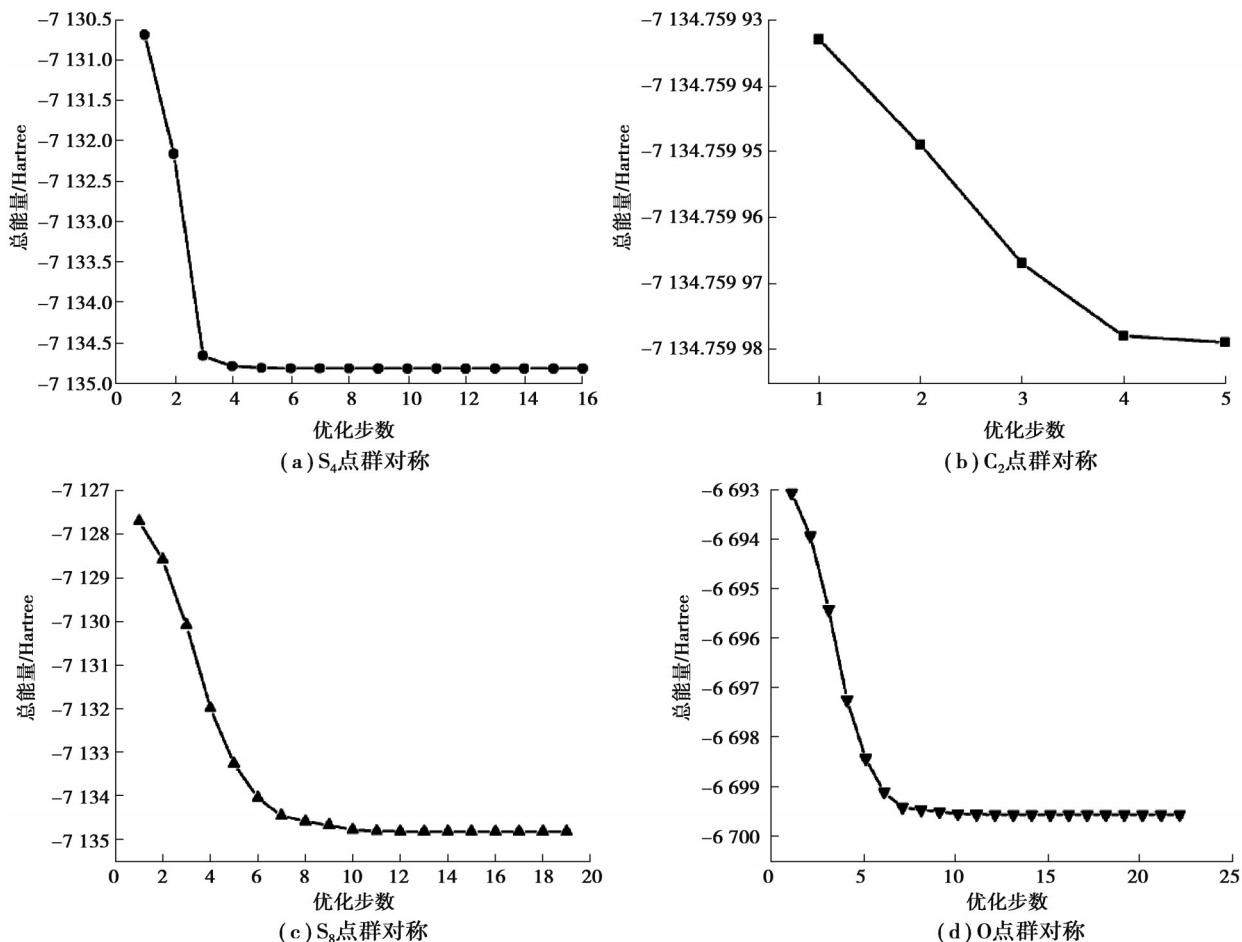 −7 130.5
−7 131.0
−7 131.5
−7 132.0
−7 132.5
−7 133.0
−7 133.5
−7 134.0
−7 134.5
−7 135.0
总能量/Hartree
0 2 4 6 8 10 12 14 16
优化步数
(a)S₄点群对称
−7 134.759 93
−7 134.759 94
−7 134.759 95
−7 134.759 96
−7 134.759 97
−7 134.759 98
总能量/Hartree
1 2 3 4 5
优化步数
(b)C₂点群对称
−7 127
−7 128
−7 129
−7 130
−7 131
−7 132
−7 133
−7 134
−7 135
总能量/Hartree
0 2 4 6 8 10 12 14 16 18 20
优化步数
(c)S₈点群对称
−6 693
−6 694
−6 695
−6 696
−6 697
−6 698
−6 699
−6 700
总能量/Hartree
0 5 10 15 20 25
优化步数
(d)O点群对称